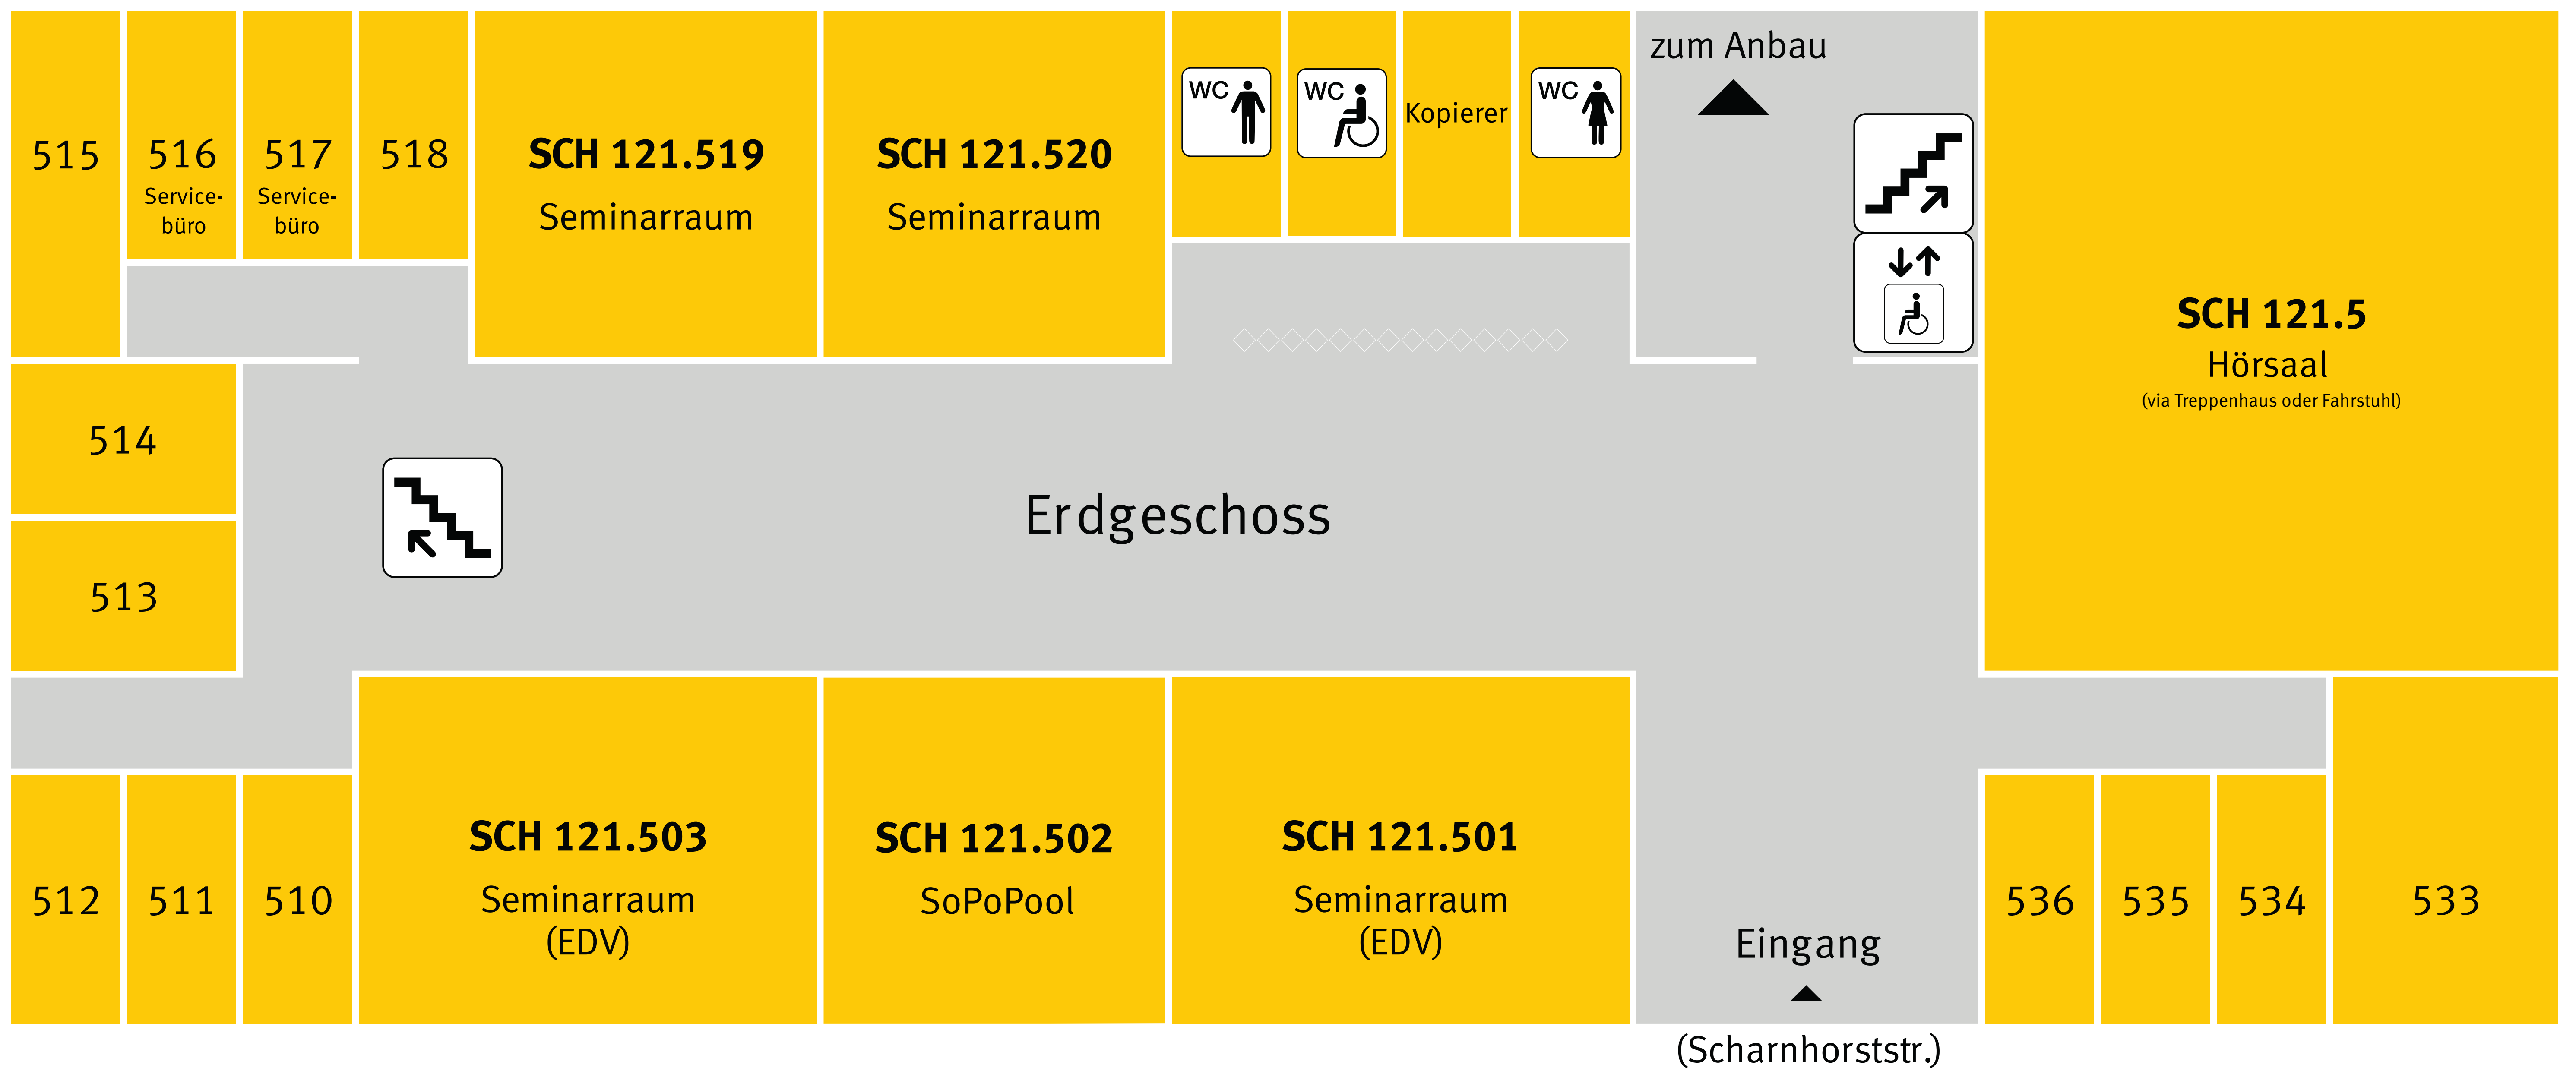 515
516
Service-
büro
517
Service-
büro
518
SCH 121.519
Seminarraum
SCH 121.520
Seminarraum
WC
WC
Kopierer
WC
zum Anbau
SCH 121.5
Hörsaal
(via Treppenhaus oder Fahrstuhl)
514
513
Erdgeschoss
512
511
510
SCH 121.503
Seminarraum
(EDV)
SCH 121.502
SoPoPool
SCH 121.501
Seminarraum
(EDV)
Eingang
(Scharnhorststr.)
536
535
534
533